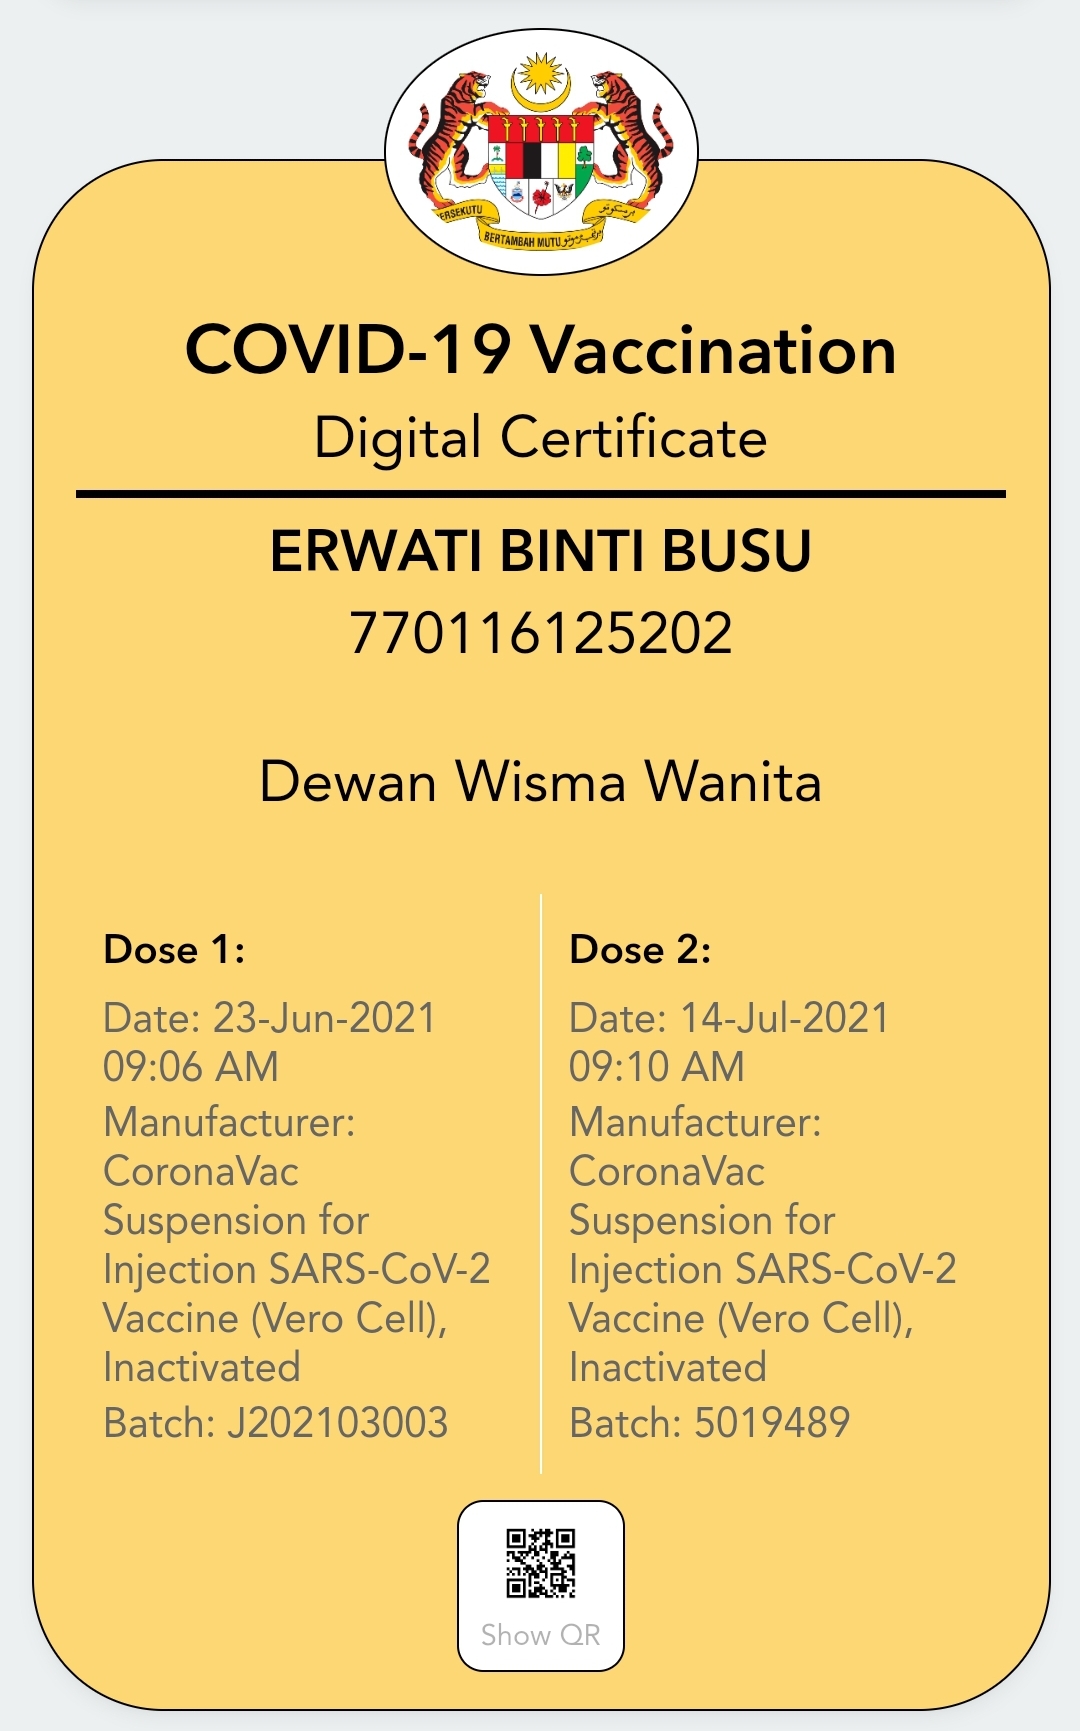 ERSEKUTU
برسکوتو
BERTAMBAH MUTU
COVID-19 Vaccination
Digital Certificate
ERWATI BINTI BUSU
770116125202
Dewan Wisma Wanita
Dose 1:
Date: 23-Jun-2021
09:06 AM
Manufacturer:
CoronaVac
Suspension for
Injection SARS-CoV-2
Vaccine (Vero Cell),
Inactivated
Batch: J202103003
Dose 2:
Date: 14-Jul-2021
09:10 AM
Manufacturer:
CoronaVac
Suspension for
Injection SARS-CoV-2
Vaccine (Vero Cell),
Inactivated
Batch: 5019489
Show QR